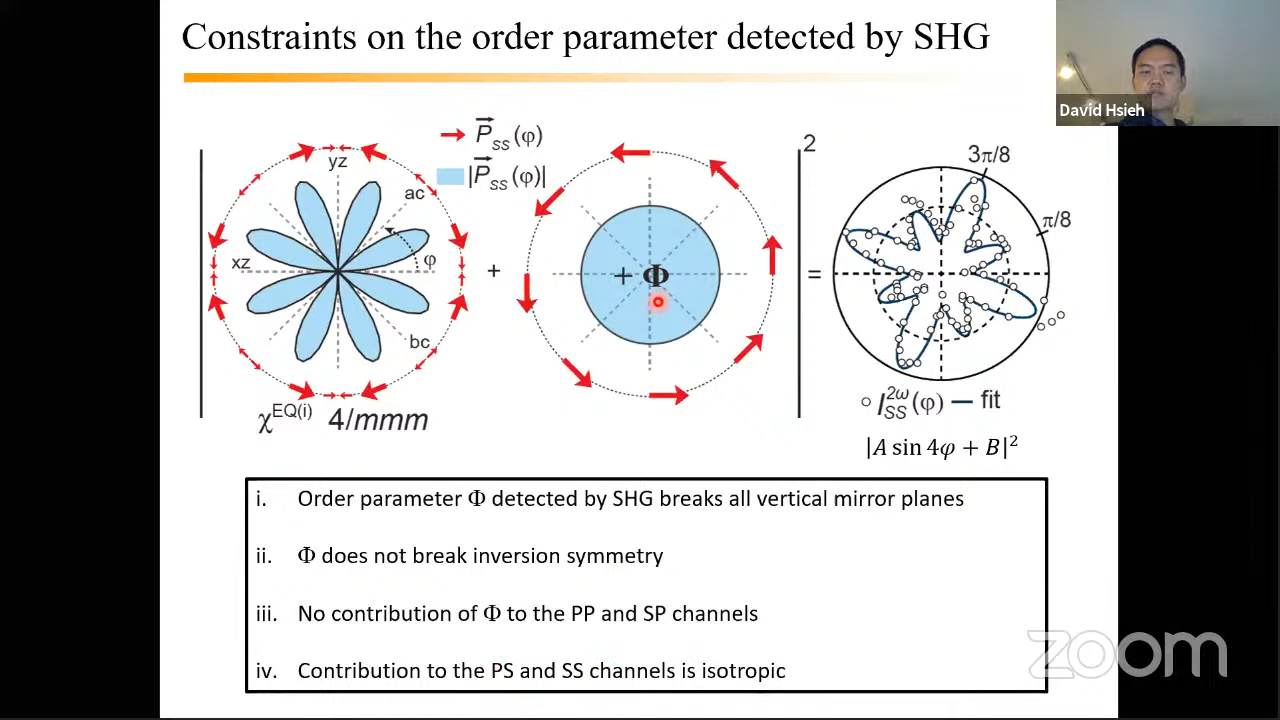 Constraints on the order parameter detected by SHG
David Hsieh
yz
ac
xz
φ
bc
P⃗SS(φ)
|P⃗SS(φ)|
+
+ Φ
2
=
3π/8
π/8
χEQ(i) 4/mmm
I2ωSS(φ) — fit
|A sin 4φ + B|²
i. Order parameter Φ detected by SHG breaks all vertical mirror planes
ii. Φ does not break inversion symmetry
iii. No contribution of Φ to the PP and SP channels
iv. Contribution to the PS and SS channels is isotropic
zoom